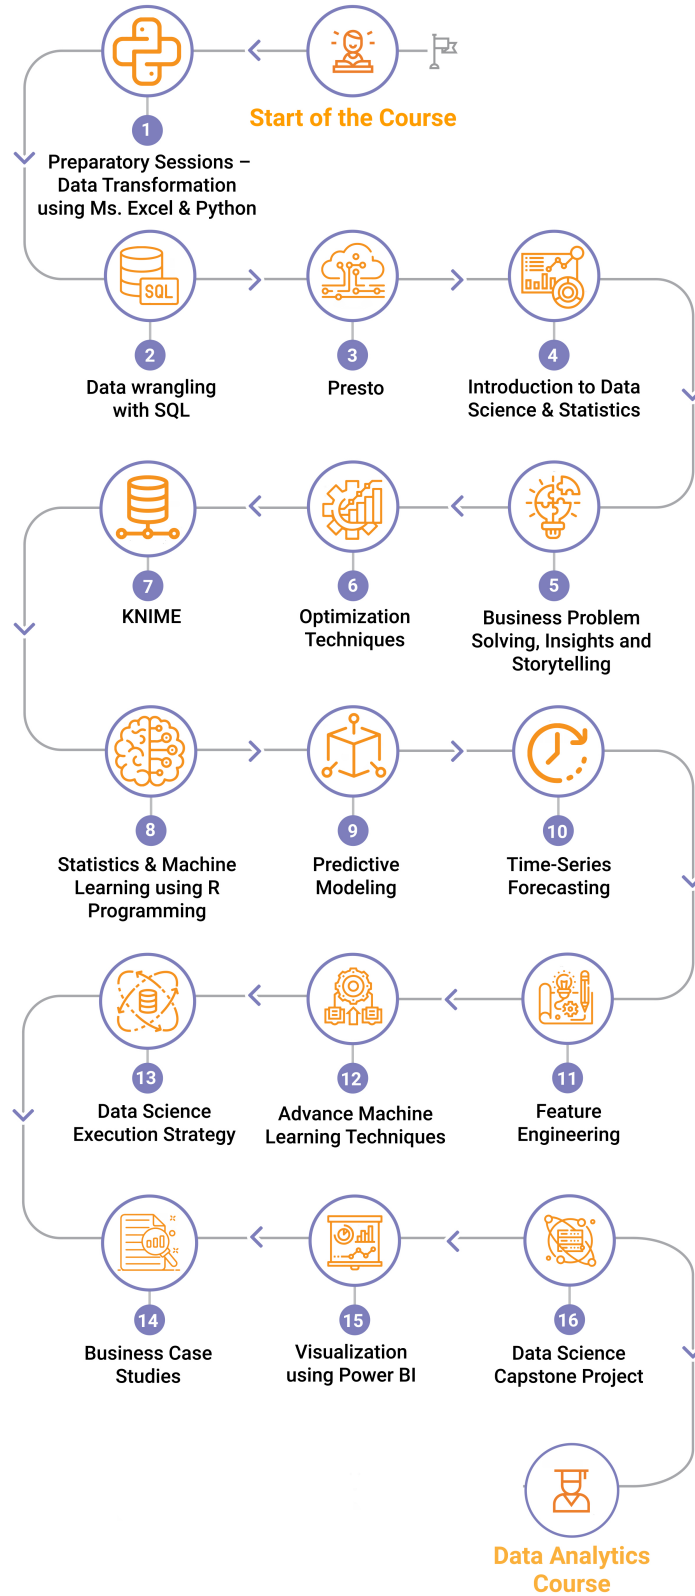 Start of the Course
1
Preparatory Sessions –
Data Transformation
using Ms. Excel & Python
SQL
2
Data wrangling
with SQL
3
Presto
4
Introduction to Data
Science & Statistics
5
Business Problem
Solving, Insights and
Storytelling
6
Optimization
Techniques
7
KNIME
8
Statistics & Machine
Learning using R
Programming
9
Predictive
Modeling
10
Time-Series
Forecasting
11
Feature
Engineering
12
Advance Machine
Learning Techniques
13
Data Science
Execution Strategy
14
Business Case
Studies
15
Visualization
using Power BI
16
Data Science
Capstone Project
Data Analytics
Course